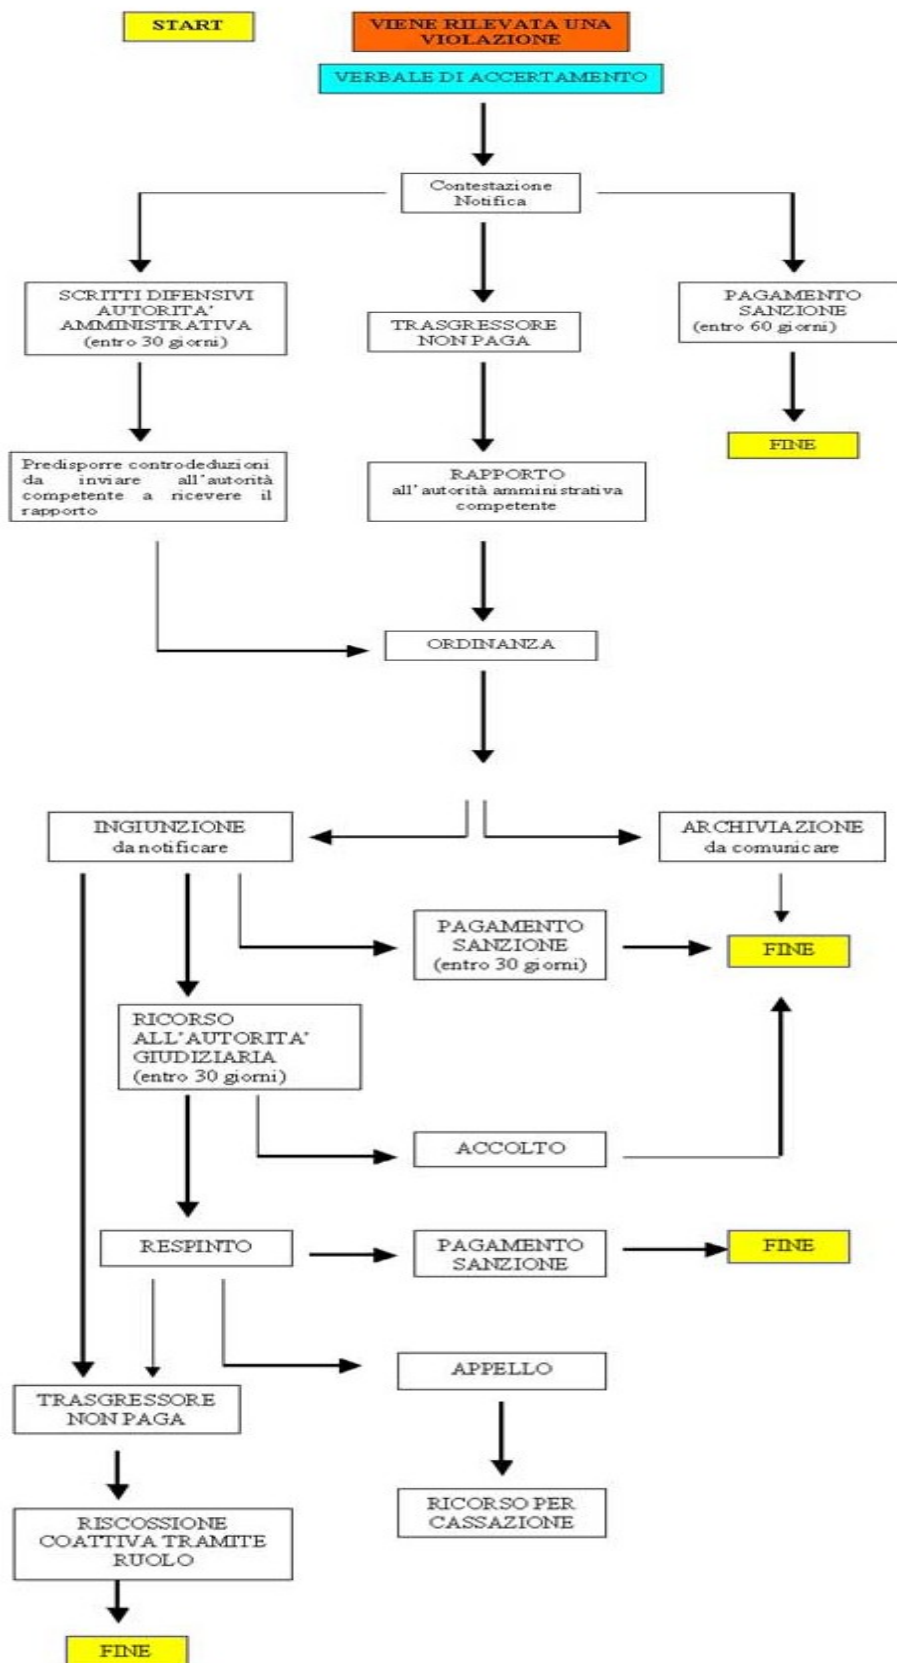 START
VIENE RILEVATA UNA
VIOLAZIONE
VERBALE DI ACCERTAMENTO
Contestazione
Notifica
SCRITTI DIFENSIVI
AUTORITA'
AMMINISTRATIVA
(entro 30 giorni)
TRASGRESSORE
NON PAGA
PAGAMENTO
SANZIONE
(entro 60 giorni)
FINE
Predisporre controdeduzioni
da inviare all'autorità
competente a ricevere il
rapporto
RAPPORTO
all'autorità amministrativa
competente
ORDINANZA
INGIUNZIONE
da notificare
ARCHIVIAZIONE
da comunicare
PAGAMENTO
SANZIONE
(entro 30 giorni)
FINE
RICORSO
ALL'AUTORITA'
GIUDIZIARIA
(entro 30 giorni)
ACCOLTO
RESPINTO
PAGAMENTO
SANZIONE
FINE
TRASGRESSORE
NON PAGA
APPELLO
RISCOSSIONE
COATTIVA TRAMITE
RUOLO
RICORSO PER
CASSAZIONE
FINE